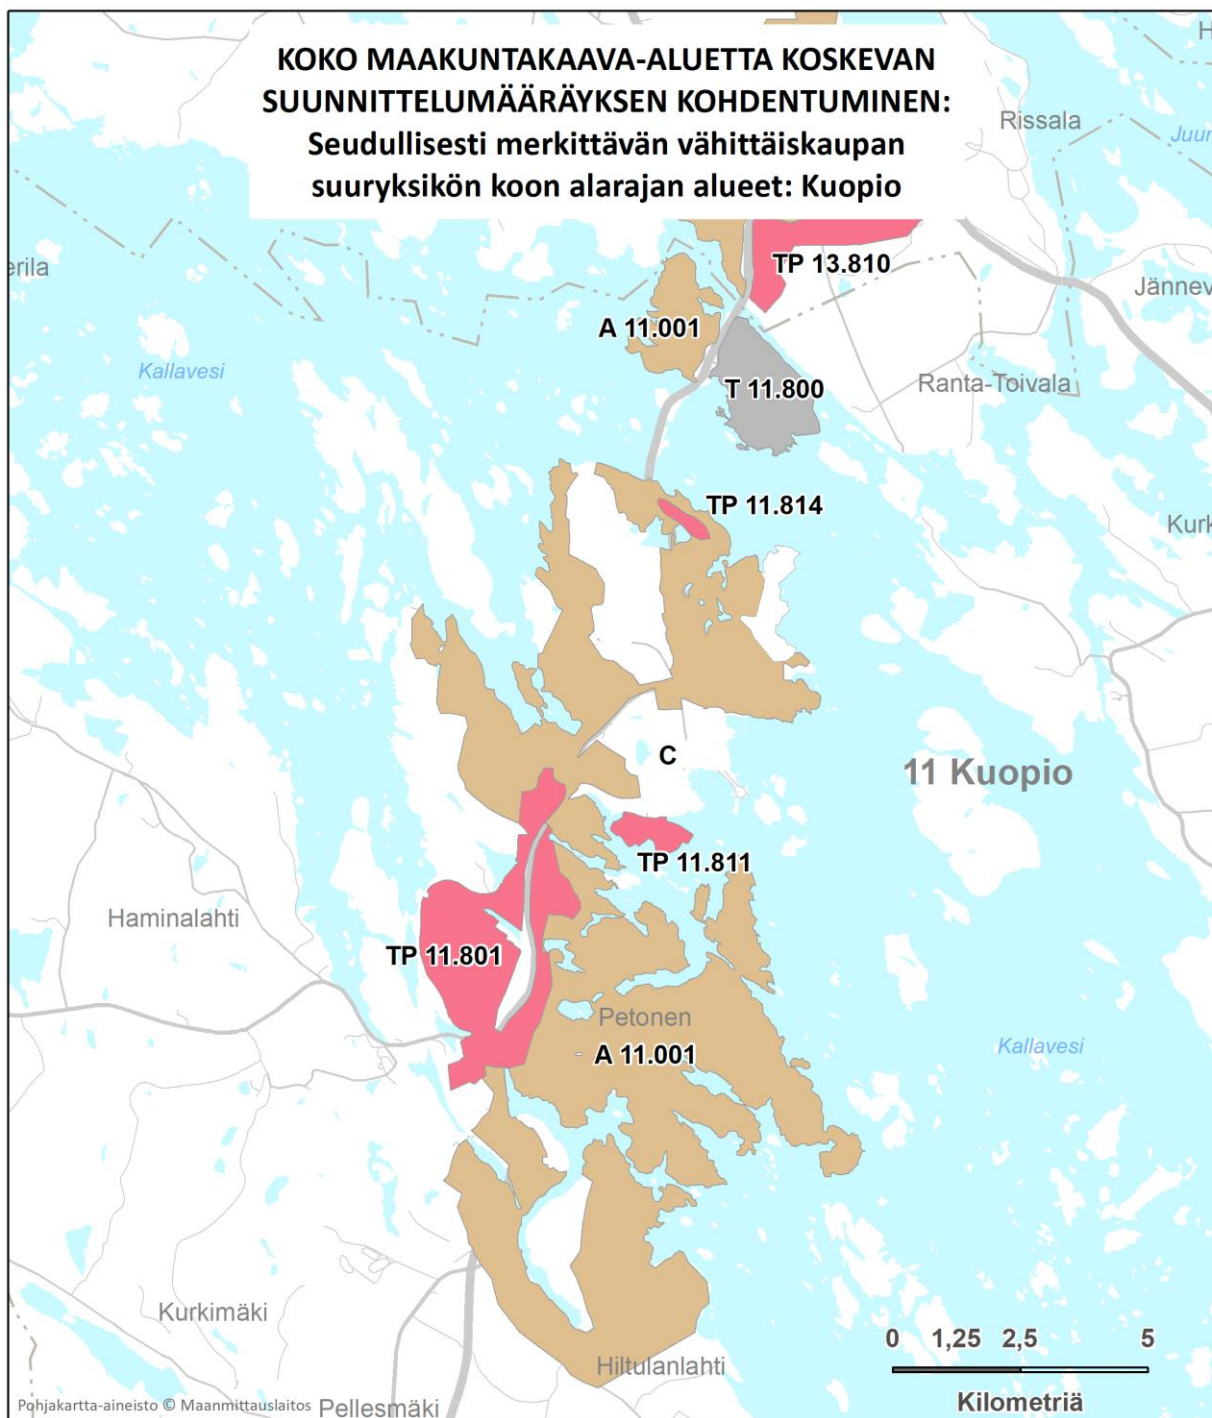 KOKO MAAKUNTAKAAVA-ALUETTA KOSKEVAN
SUUNNITTELUMÄÄRÄYKSEN KOHDENTUMINEN:
Seudullisesti merkittävän vähittäiskaupan
suuryksikön koon alarajan alueet: Kuopio
H
Rissala
Juur
erila
TP 13.810
Jännev
A 11.001
Kallavesi
T 11.800
Ranta-Toivala
TP 11.814
Kurk
C
11 Kuopio
TP 11.811
Haminalahti
TP 11.801
Petonen
A 11.001
Kallavesi
Kurkimäki
0 1,25 2,5 5
Hiltulanlahti
Kilometriä
Pohjakartta-aineisto © Maanmittauslaitos
Pellesmäki